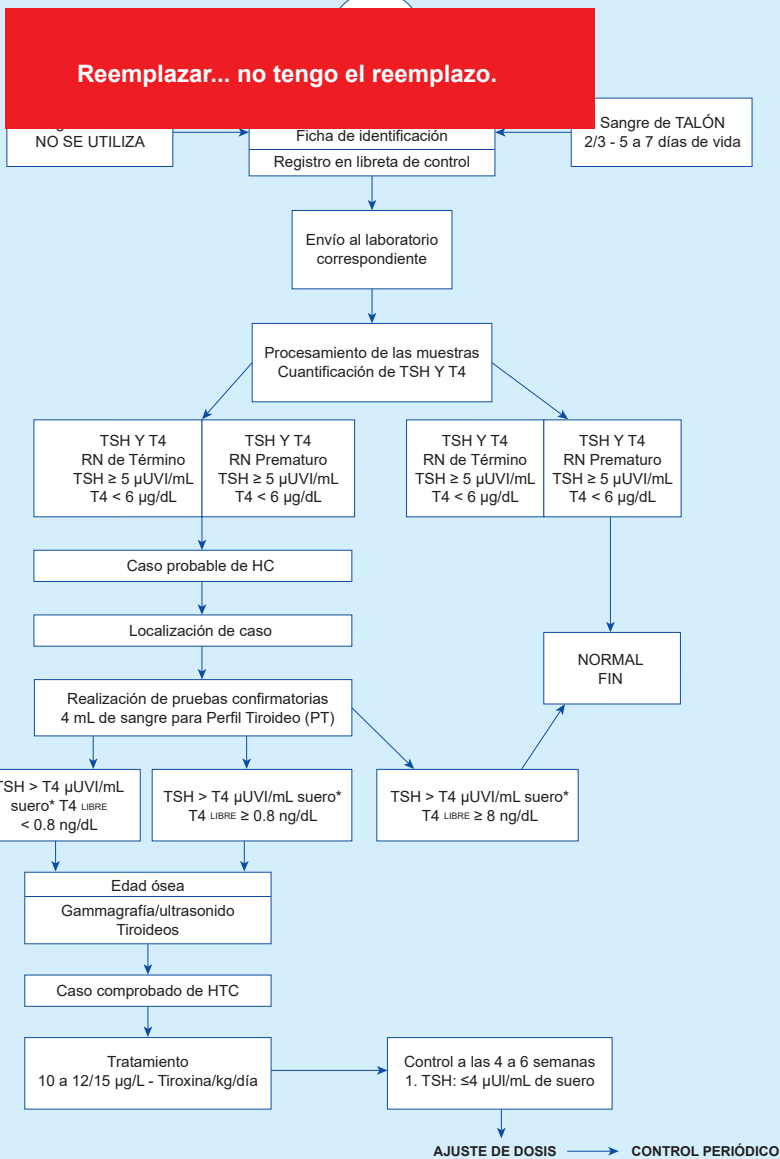 Reemplazar... no tengo el reemplazo.
NO SE UTILIZA
Ficha de identificación
Registro en libreta de control
Sangre de TALÓN
2/3 - 5 a 7 días de vida
Envío al laboratorio
correspondiente
Procesamiento de las muestras
Cuantificación de TSH Y T4
TSH Y T4
RN de Término
TSH ≥ 5 µUVI/mL
T4 < 6 µg/dL
TSH Y T4
RN Prematuro
TSH ≥ 5 µUVI/mL
T4 < 6 µg/dL
TSH Y T4
RN de Término
TSH ≥ 5 µUVI/mL
T4 < 6 µg/dL
TSH Y T4
RN Prematuro
TSH ≥ 5 µUVI/mL
T4 < 6 µg/dL
Caso probable de HC
Localización de caso
NORMAL
FIN
Realización de pruebas confirmatorias
4 mL de sangre para Perfil Tiroideo (PT)
TSH > T4 µUVI/mL
suero* T4 LIBRE
< 0.8 ng/dL
TSH > T4 µUVI/mL suero*
T4 LIBRE ≥ 0.8 ng/dL
TSH > T4 µUVI/mL suero*
T4 LIBRE ≥ 8 ng/dL
Edad ósea
Gammagrafía/ultrasonido
Tiroideos
Caso comprobado de HTC
Tratamiento
10 a 12/15 µg/L - Tiroxina/kg/día
Control a las 4 a 6 semanas
1. TSH: ≤4 µUI/mL de suero
AJUSTE DE DOSIS
CONTROL PERIÓDICO